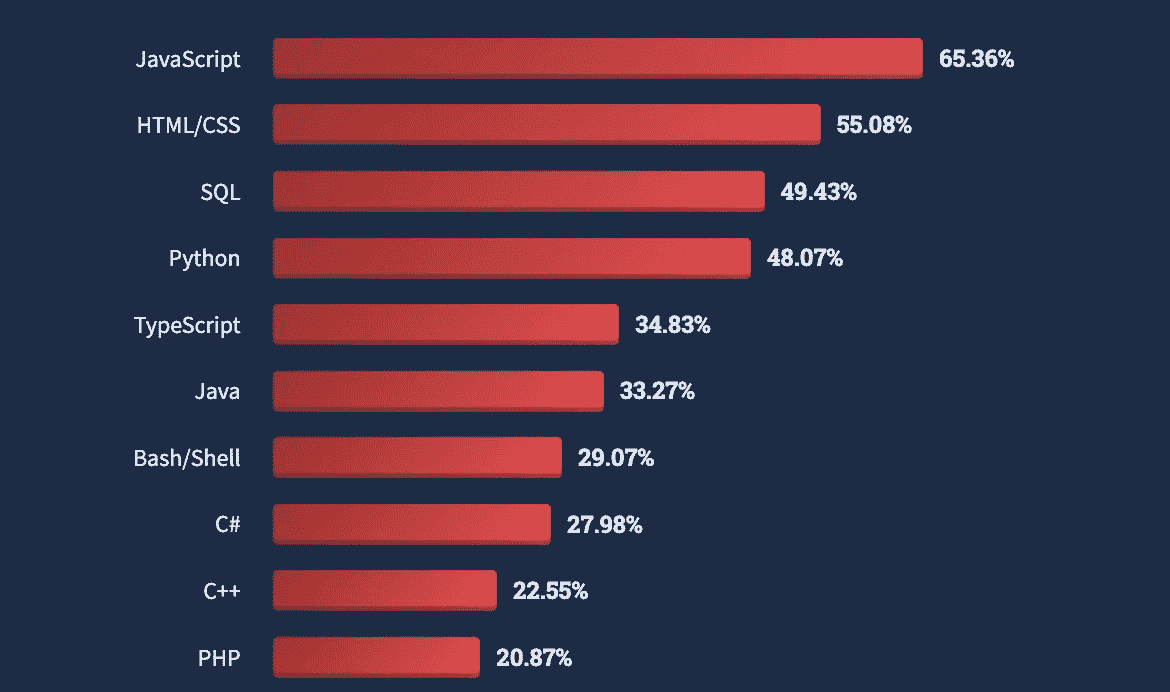 JavaScript 65.36%
HTML/CSS 55.08%
SQL 49.43%
Python 48.07%
TypeScript 34.83%
Java 33.27%
Bash/Shell 29.07%
C# 27.98%
C++ 22.55%
PHP 20.87%